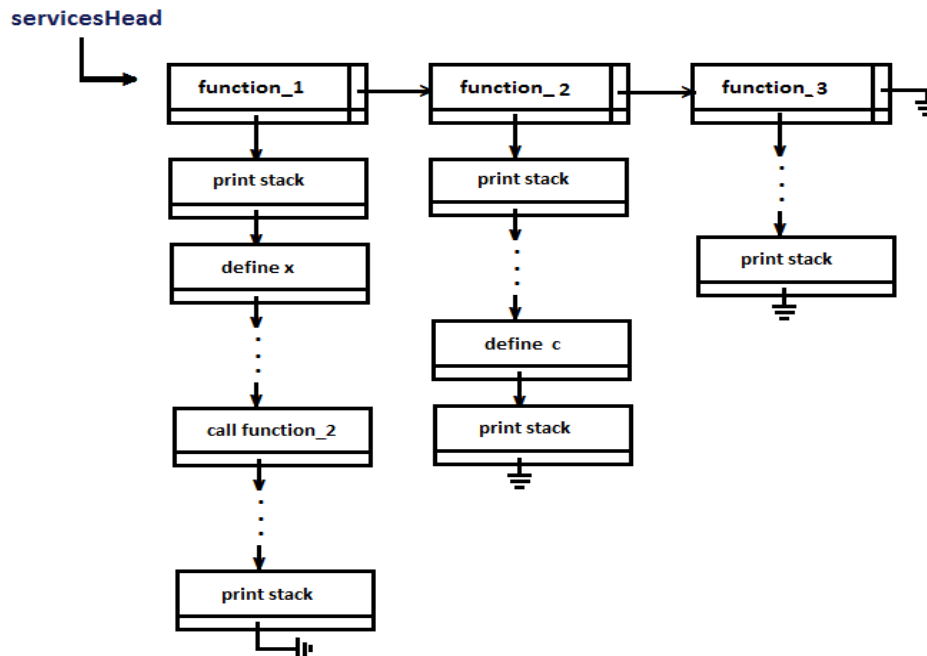 servicesHead
function_1
function_ 2
function_3
print stack
print stack
define x
print stack
define c
call function_2
print stack
print stack